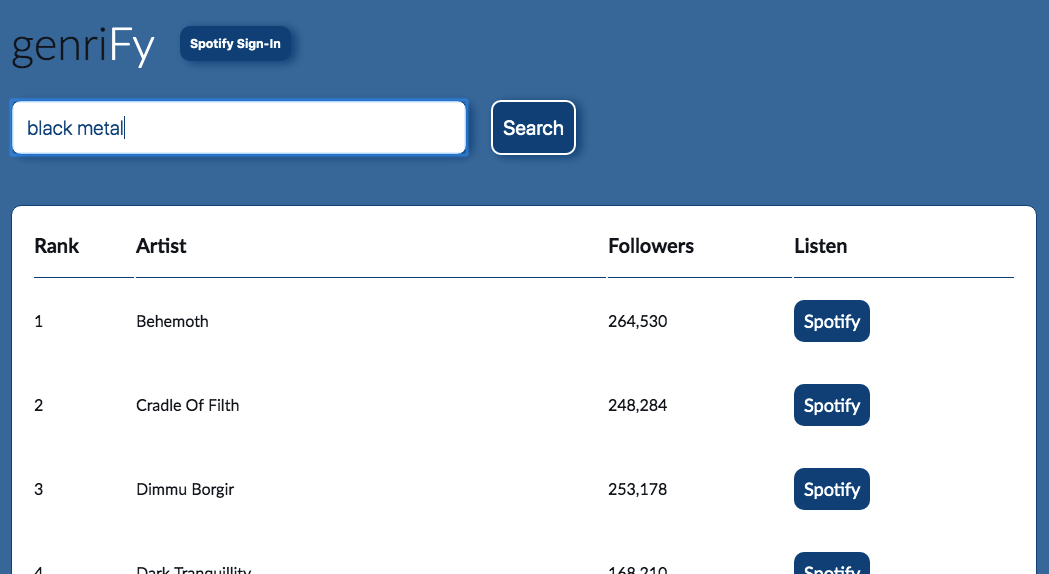 genriFy Spotify Sign-In
black metal Search
Rank Artist Followers Listen
1 Behemoth 264,530 Spotify
2 Cradle Of Filth 248,284 Spotify
3 Dimmu Borgir 253,178 Spotify
4 Dark Tranquillity 168,210 Spotify